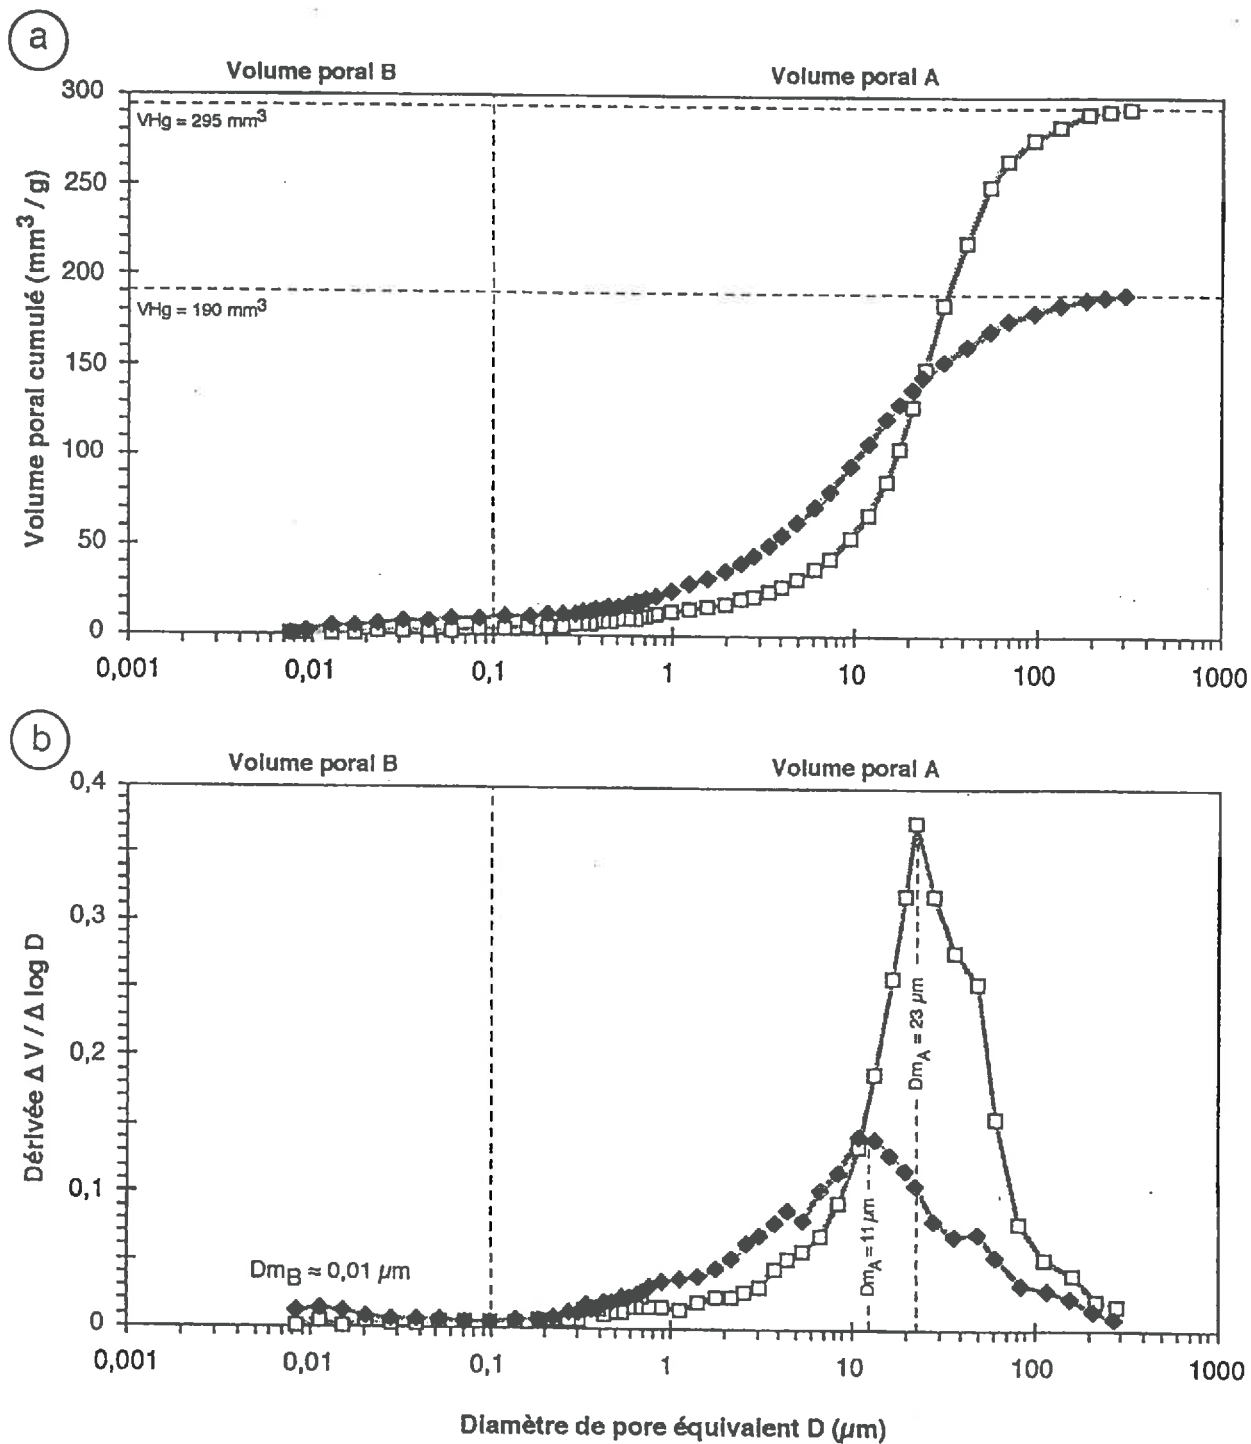 a
Volume poral B
Volume poral A
300
VHg = 295 mm3
250
200
VHg = 190 mm3
150
100
50
0
Volume poral cumulé (mm3 / g)
0,001
0,01
0,1
1
10
100
1000
b
Volume poral B
Volume poral A
0,4
0,3
0,2
0,1
0
Dérivée Δ V / Δ log D
DmA = 23 µm
DmA = 11 µm
DmB ≈ 0,01 µm
0,001
0,01
0,1
1
10
100
1000
Diamètre de pore équivalent D (µm)